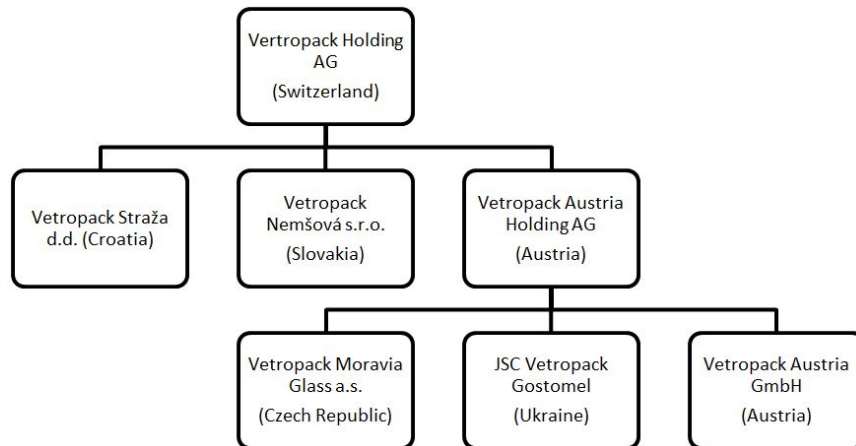 Vertropack Holding
AG
(Switzerland)
Vetropack Straža
d.d. (Croatia)
Vetropack
Nemšová s.r.o.
(Slovakia)
Vetropack Austria
Holding AG
(Austria)
Vetropack Moravia
Glass a.s.
(Czech Republic)
JSC Vetropack
Gostomel
(Ukraine)
Vetropack Austria
GmbH
(Austria)